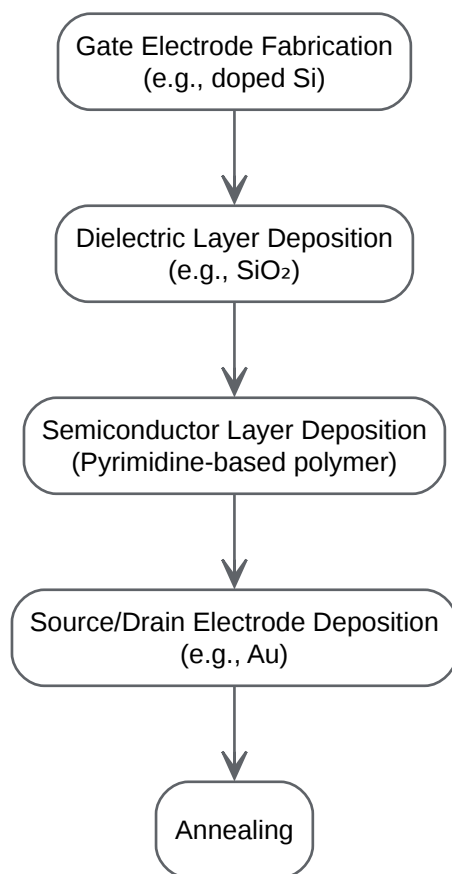 Gate Electrode Fabrication
(e.g., doped Si)
Dielectric Layer Deposition
(e.g., SiO₂)
Semiconductor Layer Deposition
(Pyrimidine-based polymer)
Source/Drain Electrode Deposition
(e.g., Au)
Annealing